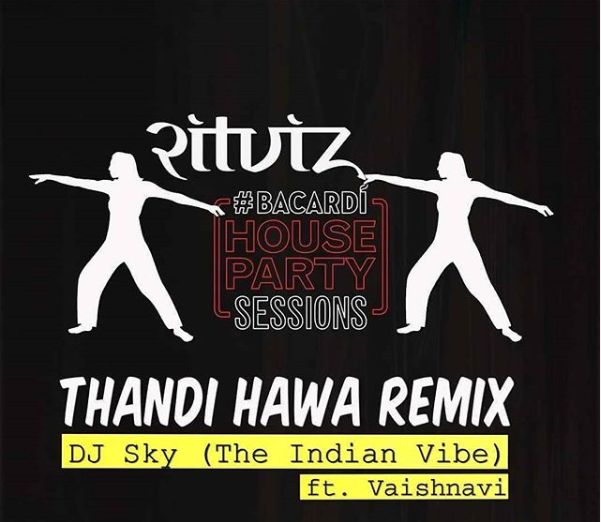 ritviz
#BACARDÍ
HOUSE
PARTY
SESSIONS
THANDI HAWA REMIX
DJ Sky (The Indian Vibe)
ft. Vaishnavi